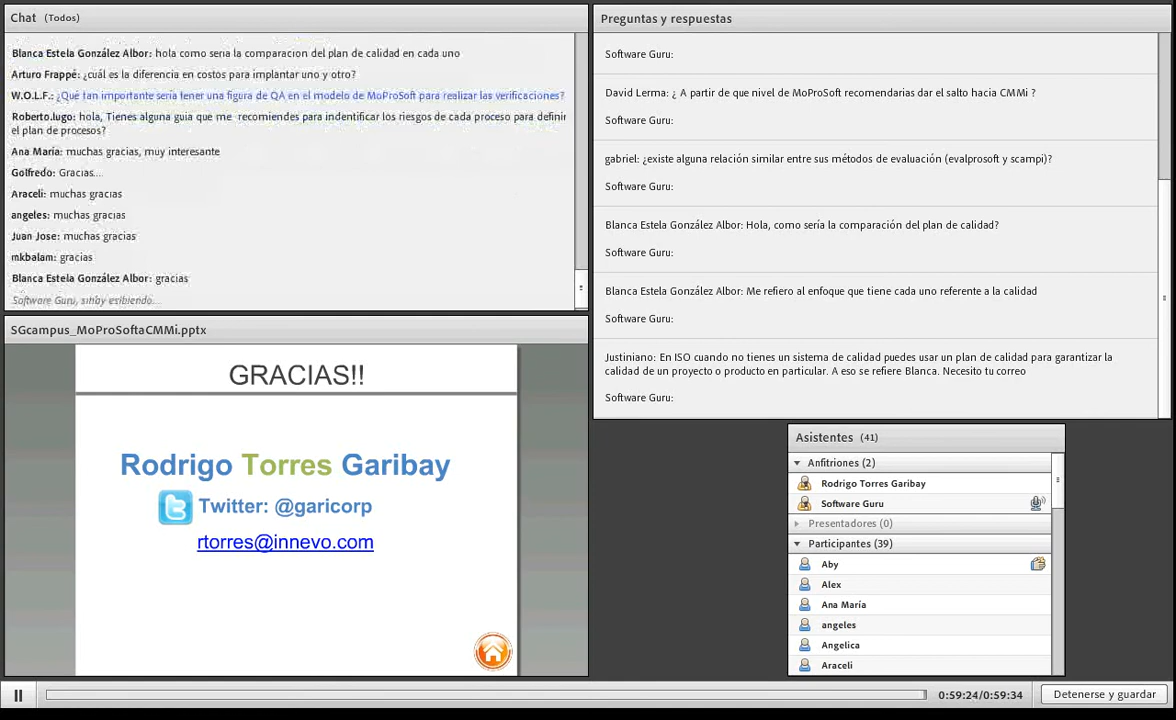 Chat (Todos)
Blanca Estela González Albor: hola como seria la comparacion del plan de calidad en cada uno
Arturo Frappé: ¿cuál es la diferencia en costos para implantar uno y otro?
W.O.L.F.: ¿Qué tan importante sería tener una figura de QA en el modelo de MoProSoft para realizar las verificaciones?
Roberto.lugo: hola, Tienes alguna guia que me recomiendes para indentificar los riesgos de cada proceso para definir
el plan de procesos?
Ana María: muchas gracias, muy interesante
Golfredo: Gracias...
Araceli: muchas gracias
angeles: muchas gracias
Juan Jose: muchas gracias
mkbalam: gracias
Blanca Estela González Albor: gracias
Software Guru, s
escribiendo...
SGcampus_MoProSoftaCMMi.pptx
GRACIAS!!
Rodrigo Torres Garibay
Twitter: @garicorp
rtorres@innevo.com
Preguntas y respuestas
Software Guru:
David Lerma: ¿ A partir de que nivel de MoProSoft recomendarias dar el salto hacia CMMi ?
Software Guru:
gabriel: ¿existe alguna relación similar entre sus métodos de evaluación (evalprosoft y scampi)?
Software Guru:
Blanca Estela González Albor: Hola, como sería la comparación del plan de calidad?
Software Guru:
Blanca Estela González Albor: Me refiero al enfoque que tiene cada uno referente a la calidad
Software Guru:
Justiniano: En ISO cuando no tienes un sistema de calidad puedes usar un plan de calidad para garantizar la
calidad de un proyecto o producto en particular. A eso se refiere Blanca. Necesito tu correo
Software Guru:
Asistentes (41)
Anfitriones (2)
Rodrigo Torres Garibay
Software Guru
Presentadores (0)
Participantes (39)
Aby
Alex
Ana María
angeles
Angelica
Araceli
0:59:24/0:59:34
Detenerse y guardar